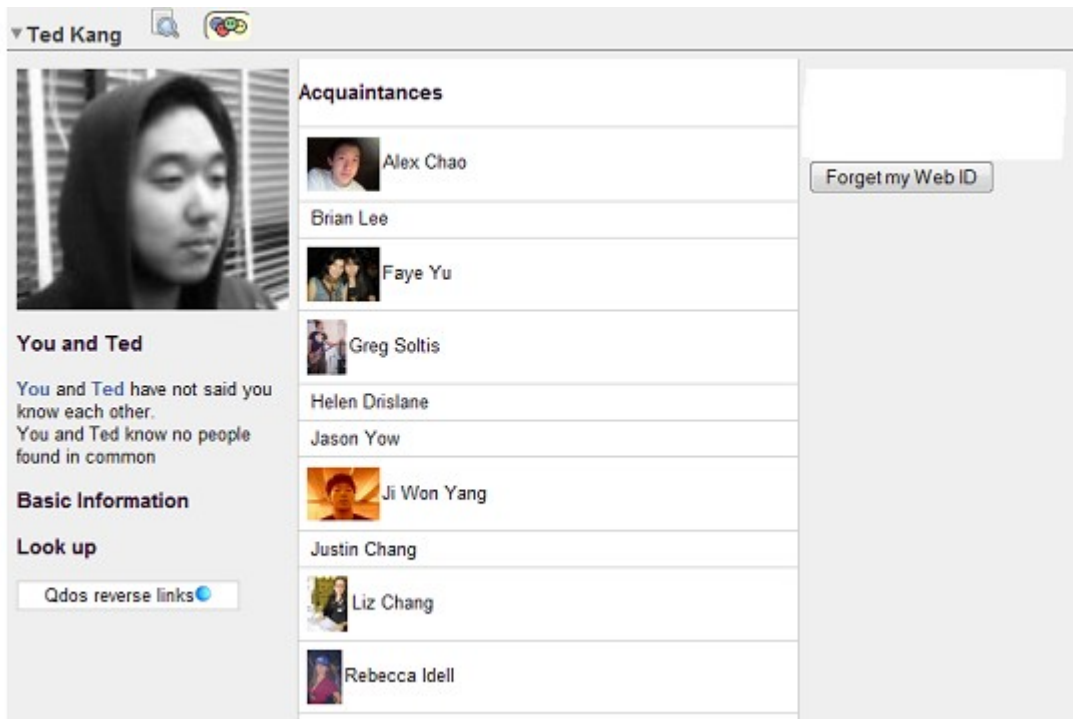 Ted Kang
You and Ted
You and Ted have not said you
know each other.
You and Ted know no people
found in common
Basic Information
Look up
Qdos reverse links
Acquaintances
Alex Chao
Brian Lee
Faye Yu
Greg Soltis
Helen Drislane
Jason Yow
Ji Won Yang
Justin Chang
Liz Chang
Rebecca Idell
Forget my Web ID